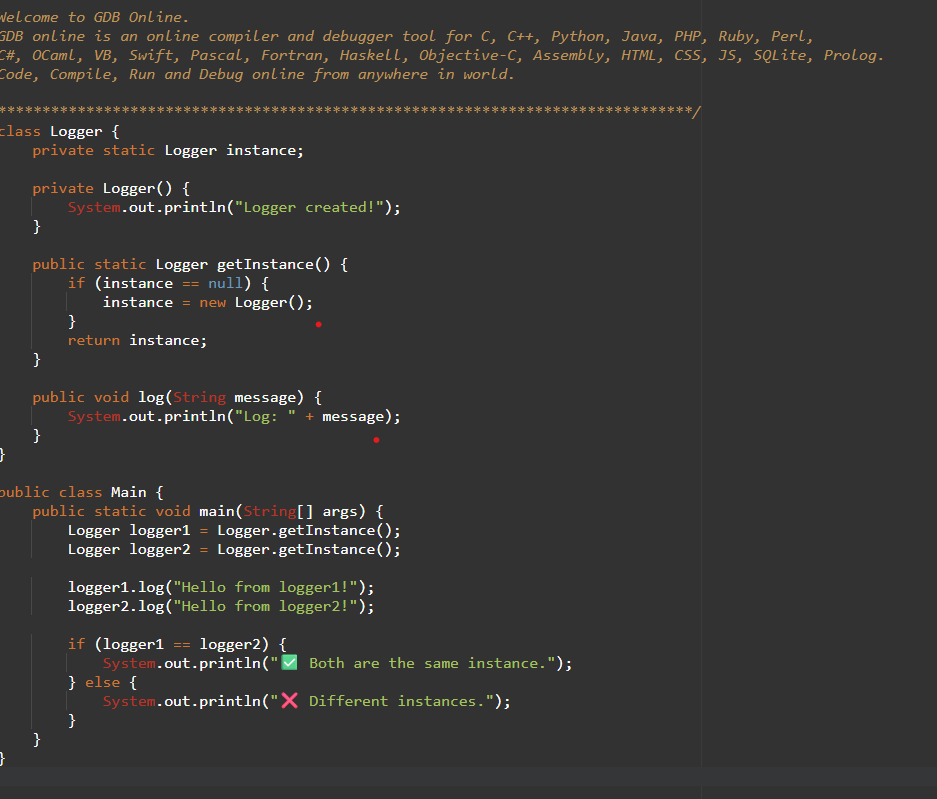 Welcome to GDB Online.
GDB online is an online compiler and debugger tool for C, C++, Python, Java, PHP, Ruby, Perl,
C#, OCaml, VB, Swift, Pascal, Fortran, Haskell, Objective-C, Assembly, HTML, CSS, JS, SQLite, Prolog.
Code, Compile, Run and Debug online from anywhere in world.
*******************************************************************************/
class Logger {
    private static Logger instance;
    private Logger() {
        System.out.println("Logger created!");
    }
    public static Logger getInstance() {
        if (instance == null) {
            instance = new Logger();
        }
        return instance;
    }
    public void log(String message) {
        System.out.println("Log: " + message);
    }
}
public class Main {
    public static void main(String[] args) {
        Logger logger1 = Logger.getInstance();
        Logger logger2 = Logger.getInstance();
        logger1.log("Hello from logger1!");
        logger2.log("Hello from logger2!");
        if (logger1 == logger2) {
            System.out.println("✅ Both are the same instance.");
        } else {
            System.out.println("❌ Different instances.");
        }
    }
}